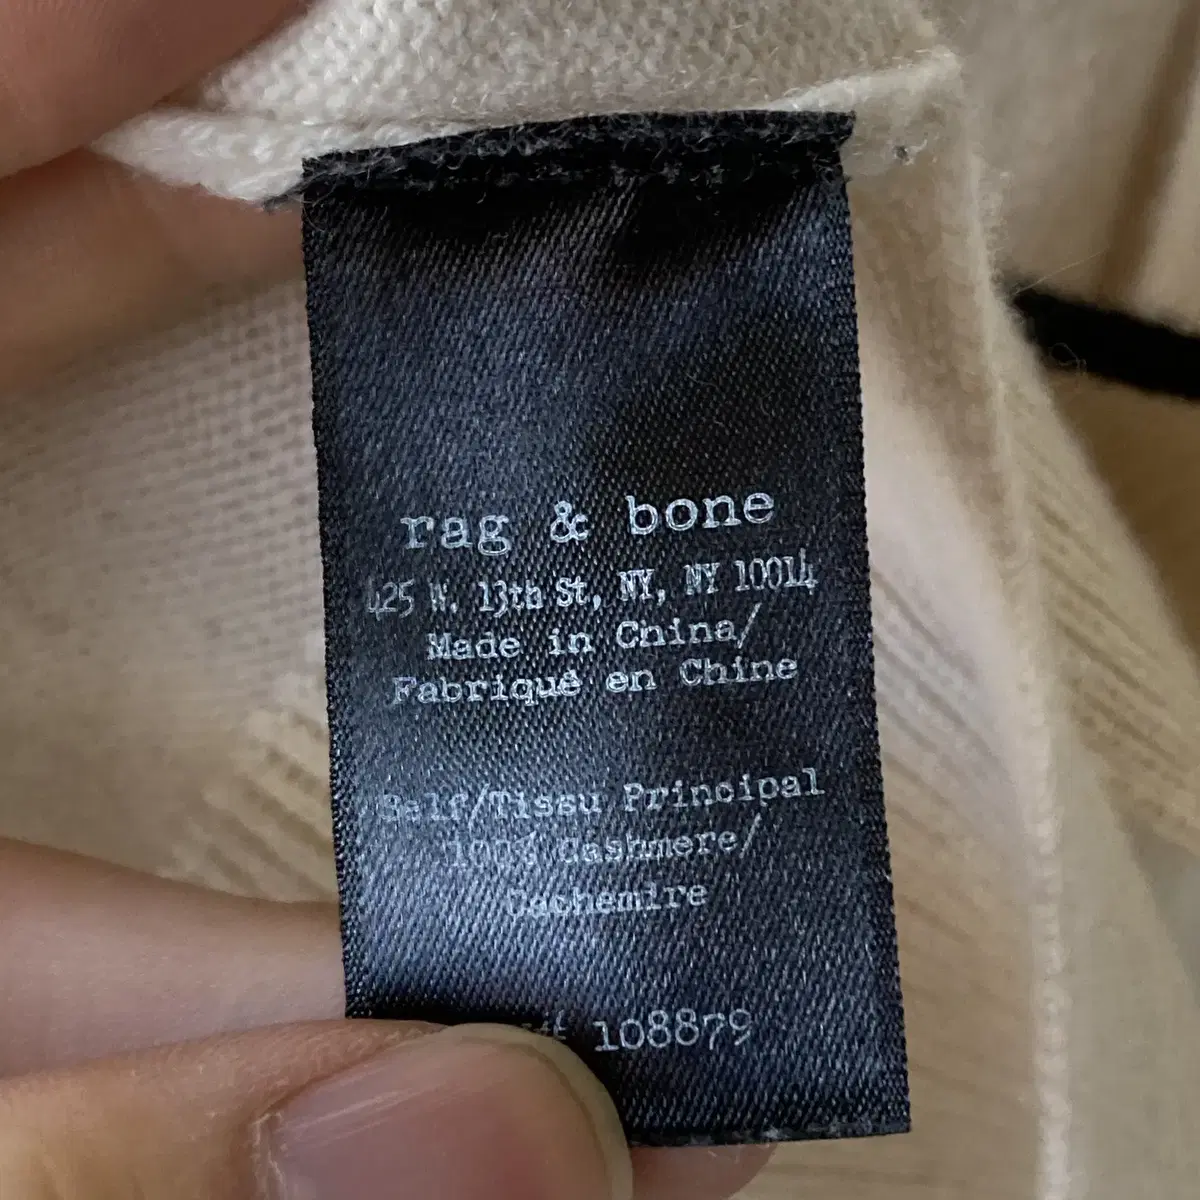 rag & bone
425 W. 13th St, NY, NY 10014
Made in China/
Fabriqué en Chine
Self/Tissu Principal
100% Cashmere/
Cachemire
# 108879